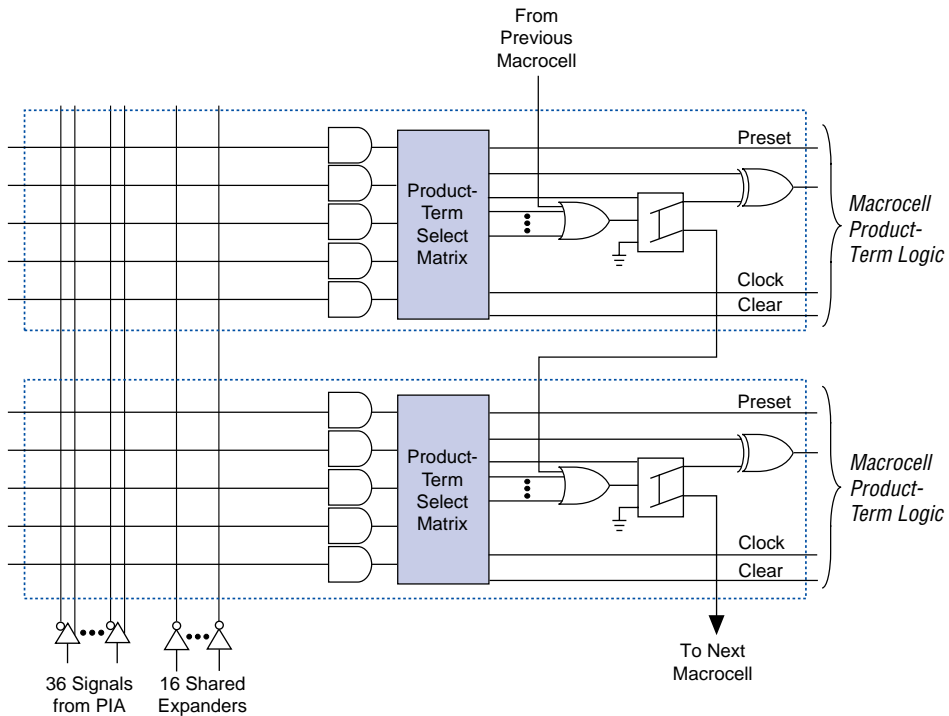 From
Previous
Macrocell
Preset
Product-
Term
Select
Matrix
Macrocell
Product-
Term Logic
Clock
Clear
Preset
Product-
Term
Select
Matrix
Macrocell
Product-
Term Logic
Clock
Clear
36 Signals
from PIA
16 Shared
Expanders
To Next
Macrocell